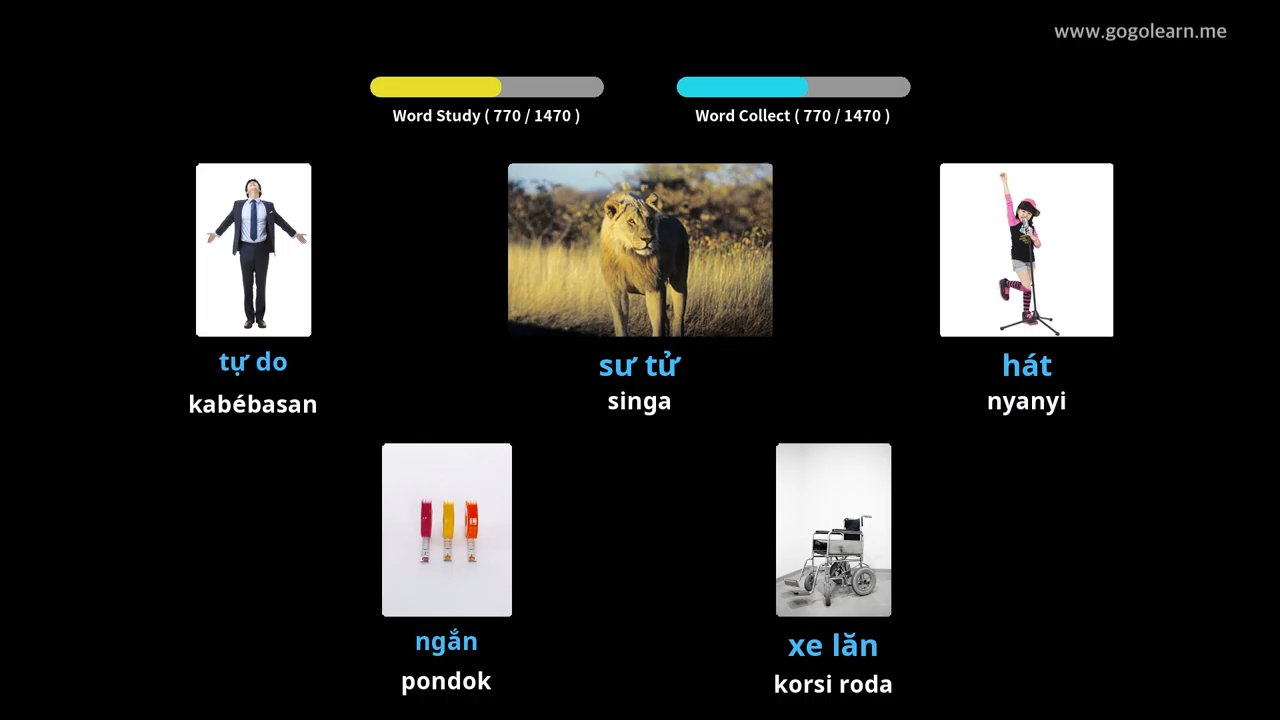 www.gogolearn.me
Word Study ( 770 / 1470 )
Word Collect ( 770 / 1470 )
tự do
kabébasan
sư tử
singa
hát
nyanyi
ngắn
pondok
xe lăn
korsi roda